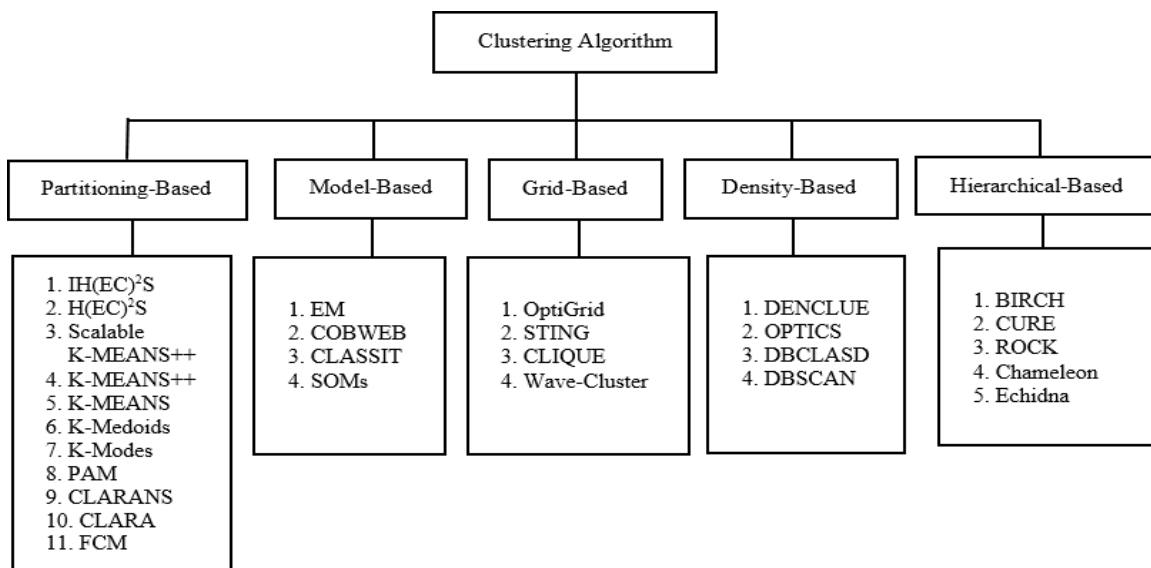 Clustering Algorithm
Partitioning-Based
Model-Based
Grid-Based
Density-Based
Hierarchical-Based
1. IH(EC)²S
2. H(EC)²S
3. Scalable
K-MEANS++
4. K-MEANS++
5. K-MEANS
6. K-Medoids
7. K-Modes
8. PAM
9. CLARANS
10. CLARA
11. FCM
1. EM
2. COBWEB
3. CLASSIT
4. SOMs
1. OptiGrid
2. STING
3. CLIQUE
4. Wave-Cluster
1. DENCLUE
2. OPTICS
3. DBCLASD
4. DBSCAN
1. BIRCH
2. CURE
3. ROCK
4. Chameleon
5. Echidna